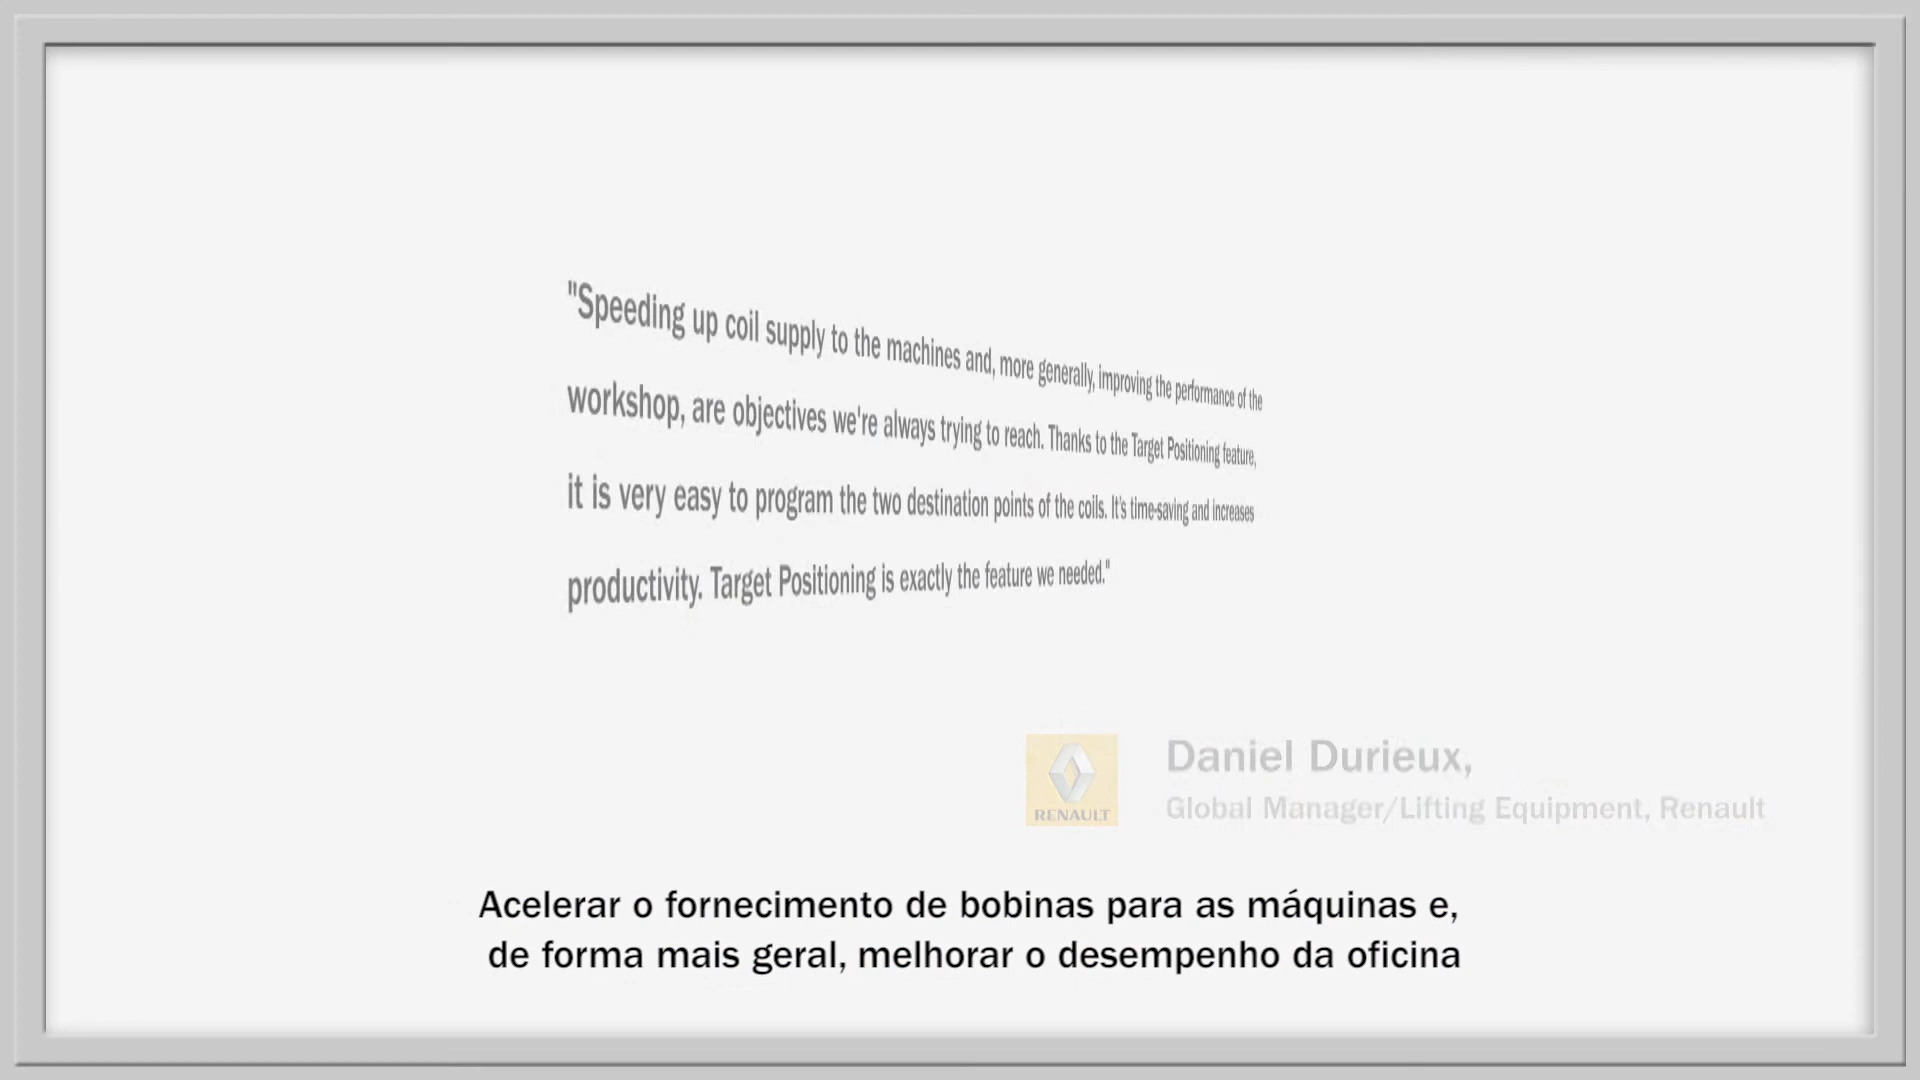 "Speeding up coil supply to the machines and, more generally, improving the performance of the
workshop, are objectives we're always trying to reach. Thanks to the Target Positioning feature,
it is very easy to program the two destination points of the coils. It's time-saving and increases
productivity. Target Positioning is exactly the feature we needed."
RENAULT
Daniel Durieux,
Global Manager/Lifting Equipment, Renault
Acelerar o fornecimento de bobinas para as máquinas e,
de forma mais geral, melhorar o desempenho da oficina